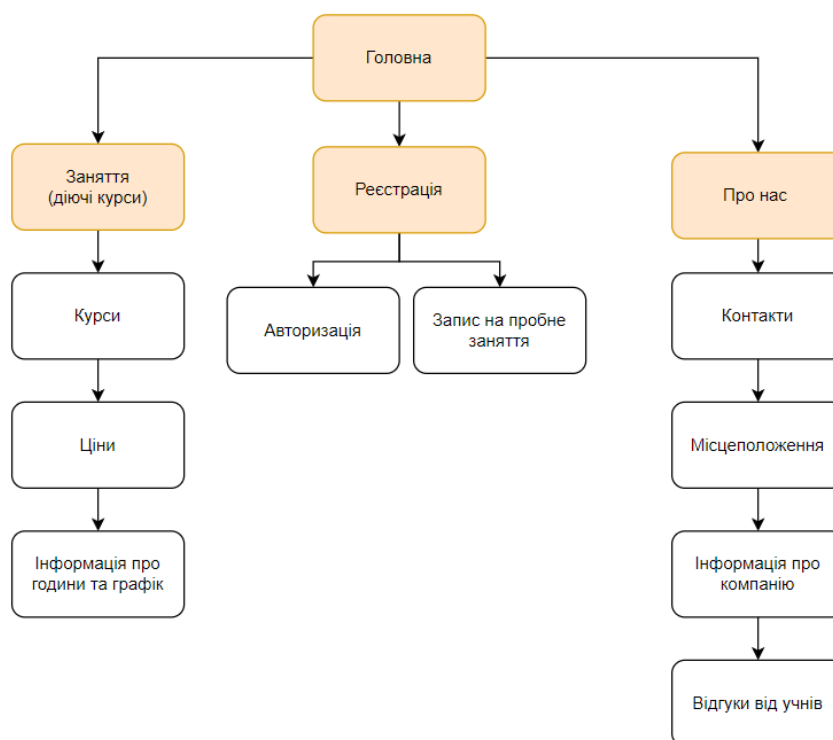 Головна
Заняття
(діючі курси)
Реєстрація
Про нас
Курси
Авторизація
Запис на пробне
заняття
Контакти
Ціни
Місцеположення
Інформація про
години та графік
Інформація про
компанію
Відгуки від учнів